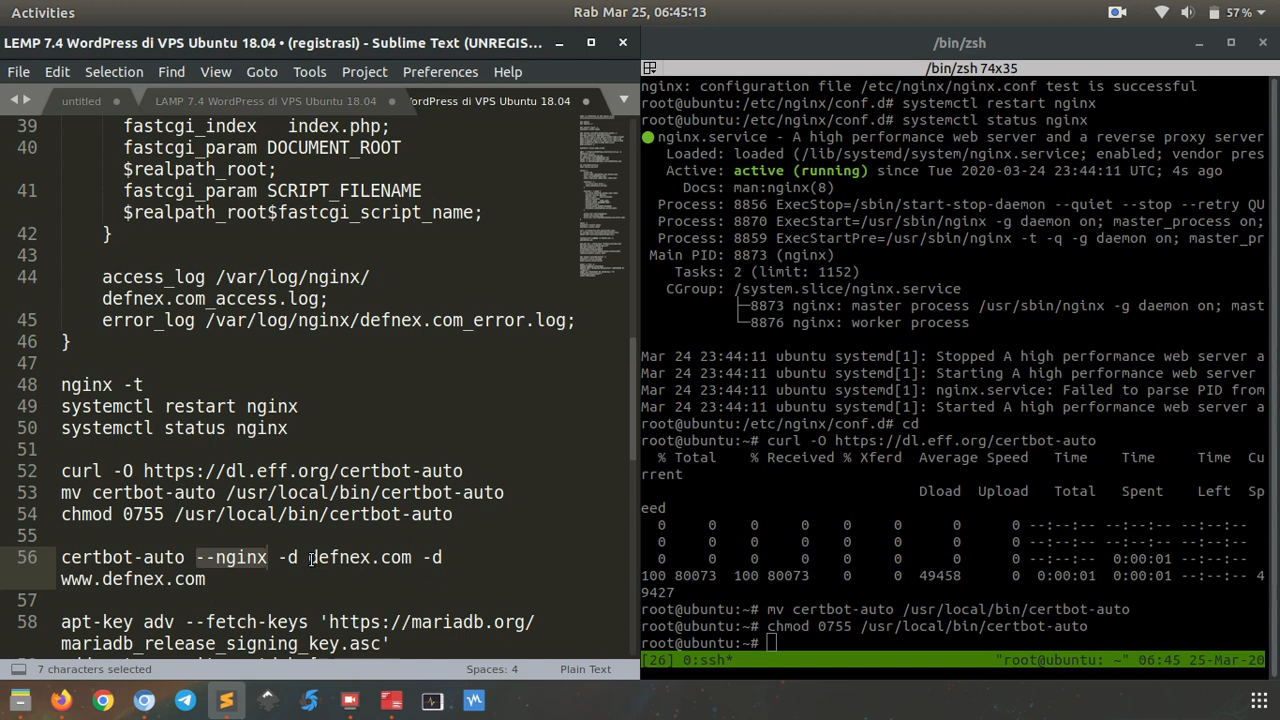 Activities
Rab Mar 25, 06:45:13
57%
LEMP 7.4 WordPress di VPS Ubuntu 18.04 • (registrasi) - Sublime Text (UNREGIS...
File Edit Selection Find View Goto Tools Project Preferences Help
untitled
LAMP 7.4 WordPress di VPS Ubuntu 18.04
ordPress di VPS Ubuntu 18.04
39 fastcgi_index index.php;
40 fastcgi_param DOCUMENT_ROOT
$realpath_root;
41 fastcgi_param SCRIPT_FILENAME
$realpath_root$fastcgi_script_name;
42 }
43
44 access_log /var/log/nginx/
defnex.com_access.log;
45 error_log /var/log/nginx/defnex.com_error.log;
46 }
47
48 nginx -t
49 systemctl restart nginx
50 systemctl status nginx
51
52 curl -O https://dl.eff.org/certbot-auto
53 mv certbot-auto /usr/local/bin/certbot-auto
54 chmod 0755 /usr/local/bin/certbot-auto
55
56 certbot-auto --nginx -d defnex.com -d
www.defnex.com
57
58 apt-key adv --fetch-keys 'https://mariadb.org/
mariadb_release_signing_key.asc'
7 characters selected
Spaces: 4
Plain Text
/bin/zsh
/bin/zsh 74x35
nginx: configuration file /etc/nginx/nginx.conf test is successful
root@ubuntu:/etc/nginx/conf.d# systemctl restart nginx
root@ubuntu:/etc/nginx/conf.d# systemctl status nginx
● nginx.service - A high performance web server and a reverse proxy server
Loaded: loaded (/lib/systemd/system/nginx.service; enabled; vendor pres
Active: active (running) since Tue 2020-03-24 23:44:11 UTC; 4s ago
Docs: man:nginx(8)
Process: 8856 ExecStop=/sbin/start-stop-daemon --quiet --stop --retry QU
Process: 8870 ExecStart=/usr/sbin/nginx -g daemon on; master_process on;
Process: 8859 ExecStartPre=/usr/sbin/nginx -t -q -g daemon on; master_pr
Main PID: 8873 (nginx)
Tasks: 2 (limit: 1152)
CGroup: /system.slice/nginx.service
├─8873 nginx: master process /usr/sbin/nginx -g daemon on; mast
└─8876 nginx: worker process
Mar 24 23:44:11 ubuntu systemd[1]: Stopped A high performance web server a
Mar 24 23:44:11 ubuntu systemd[1]: Starting A high performance web server
Mar 24 23:44:11 ubuntu systemd[1]: nginx.service: Failed to parse PID from
Mar 24 23:44:11 ubuntu systemd[1]: Started A high performance web server a
root@ubuntu:/etc/nginx/conf.d# cd
root@ubuntu:~# curl -O https://dl.eff.org/certbot-auto
% Total % Received % Xferd Average Speed Time Time Time Cu
rrent
Dload Upload Total Spent Left Sp
eed
0 0 0 0 0 0 0 0 --:--:-- --:--:-- --:--:--
0 0 0 0 0 0 0 0 --:--:-- 0:00:01 --:--:--
100 80073 100 80073 0 0 49458 0 0:00:01 0:00:01 --:--:-- 4
9427
root@ubuntu:~# mv certbot-auto /usr/local/bin/certbot-auto
root@ubuntu:~# chmod 0755 /usr/local/bin/certbot-auto
root@ubuntu:~#
[26] 0:ssh* "root@ubuntu: ~" 06:45 25-Mar-20